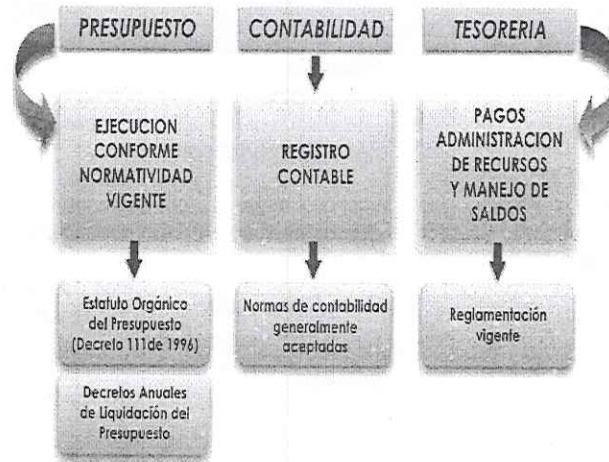 PRESUPUESTO
CONTABILIDAD
TESORERIA
EJECUCION
CONFORME
NORMATIVIDAD
VIGENTE
REGISTRO
CONTABLE
PAGOS
ADMINISTRACION
DE RECURSOS
Y MANEJO DE
SALDOS
Estatuto Orgánico
del Presupuesto
(Decreto 111de 1996)
Normas de contabilidad
generalmente
aceptadas
Reglamentación
vigente
Decretos Anuales
de Liquidación del
Presupuesto